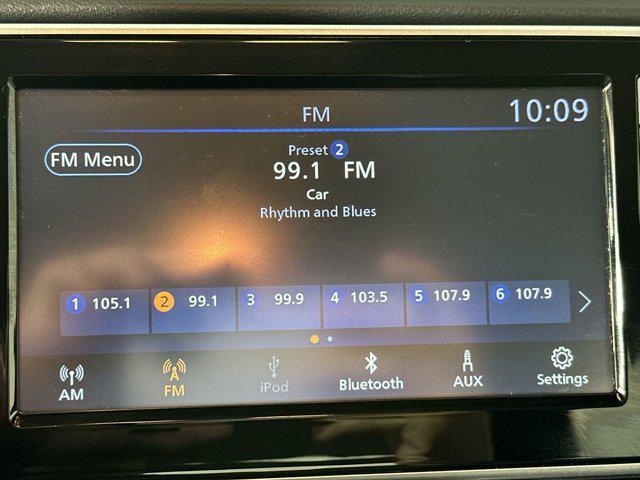 FM
10:09
FM Menu
Preset 2
99.1 FM
Car
Rhythm and Blues
1 105.1
2 99.1
3 99.9
4 103.5
5 107.9
6 107.9
AM
FM
iPod
Bluetooth
AUX
Settings